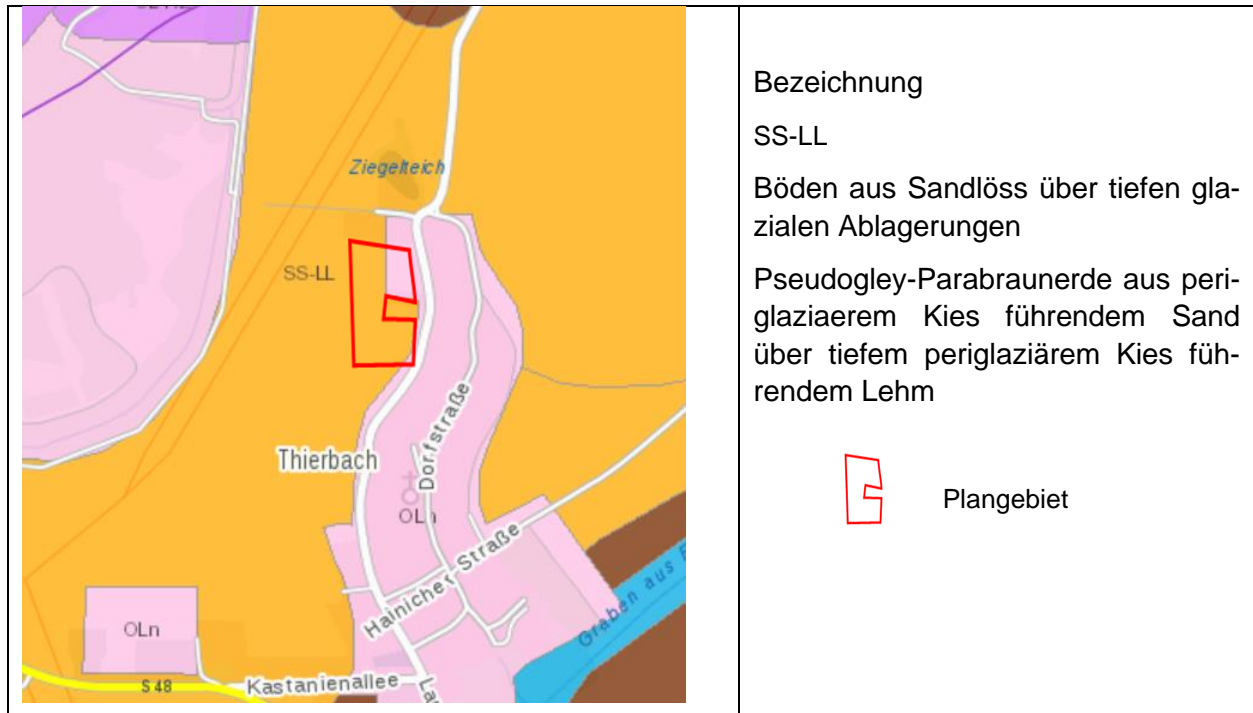 Ziegelteich
SS-LL
Thierbach
Dorfstraße
OLn
Hainicher Straße
OLn
Graben aus
S 48
Kastanienallee
Bezeichnung
SS-LL
Böden aus Sandlöss über tiefen gla-
zialen Ablagerungen
Pseudogley-Parabraunerde aus peri-
glaziaerem Kies führendem Sand
über tiefem periglaziärem Kies füh-
rendem Lehm
Plangebiet